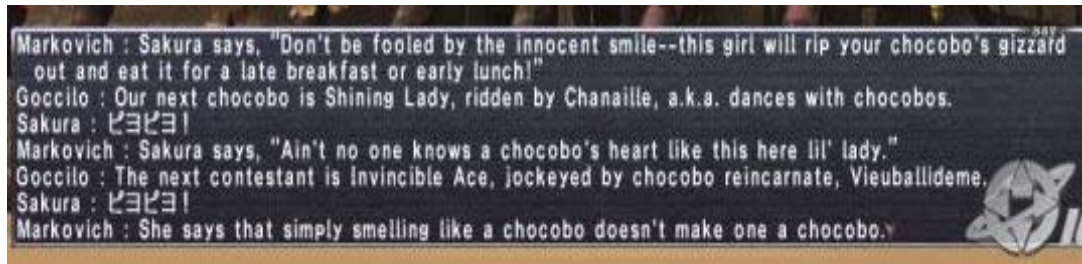 Markovich : Sakura says, "Don't be fooled by the innocent smile--this girl will rip your chocobo's gizzard
out and eat it for a late breakfast or early lunch!"
Goccilo : Our next chocobo is Shining Lady, ridden by Chanaille, a.k.a. dances with chocobos.
Sakura : ピヨピヨ!
Markovich : Sakura says, "Ain't no one knows a chocobo's heart like this here lil' lady."
Goccilo : The next contestant is Invincible Ace, jockeyed by chocobo reincarnate, Vieuballideme.
Sakura : ピヨピヨ!
Markovich : She says that simply smelling like a chocobo doesn't make one a chocobo.